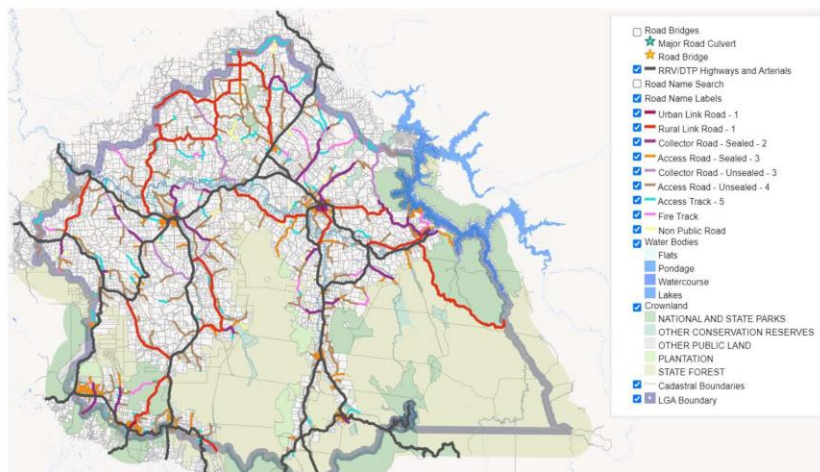 Road Bridges
Major Road Culvert
Road Bridge
RRV/DTP Highways and Arterials
Road Name Search
Road Name Labels
Urban Link Road - 1
Rural Link Road - 1
Collector Road - Sealed - 2
Access Road - Sealed - 3
Collector Road - Unsealed - 3
Access Road - Unsealed - 4
Access Track - 5
Fire Track
Non Public Road
Water Bodies
Flats
Pondage
Watercourse
Lakes
Crownland
NATIONAL AND STATE PARKS
OTHER CONSERVATION RESERVES
OTHER PUBLIC LAND
PLANTATION
STATE FOREST
Cadastral Boundaries
LGA Boundary